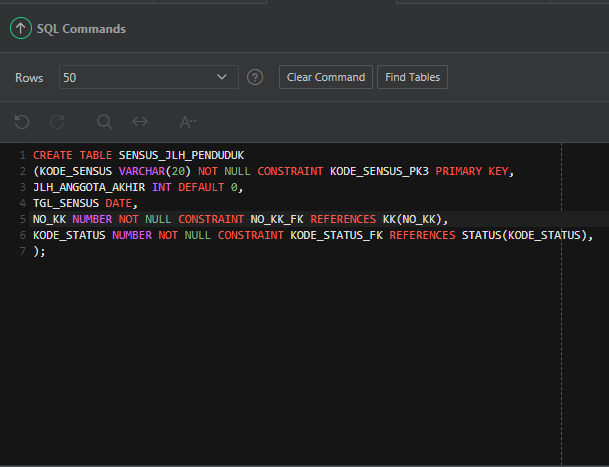 SQL Commands
Rows 50 Clear Command Find Tables
A
1 CREATE TABLE SENSUS_JLH_PENDUDUK
2 (KODE_SENSUS VARCHAR(20) NOT NULL CONSTRAINT KODE_SENSUS_PK3 PRIMARY KEY,
3 JLH_ANGGOTA_AKHIR INT DEFAULT 0,
4 TGL_SENSUS DATE,
5 NO_KK NUMBER NOT NULL CONSTRAINT NO_KK_FK REFERENCES KK(NO_KK),
6 KODE_STATUS NUMBER NOT NULL CONSTRAINT KODE_STATUS_FK REFERENCES STATUS(KODE_STATUS),
7 );